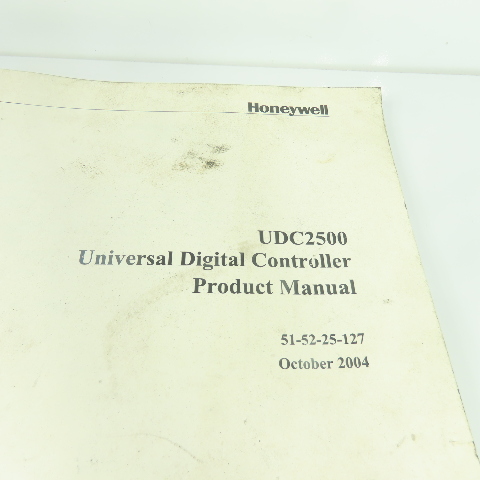 Honeywell
UDC2500
Universal Digital Controller
Product Manual
51-52-25-127
October 2004